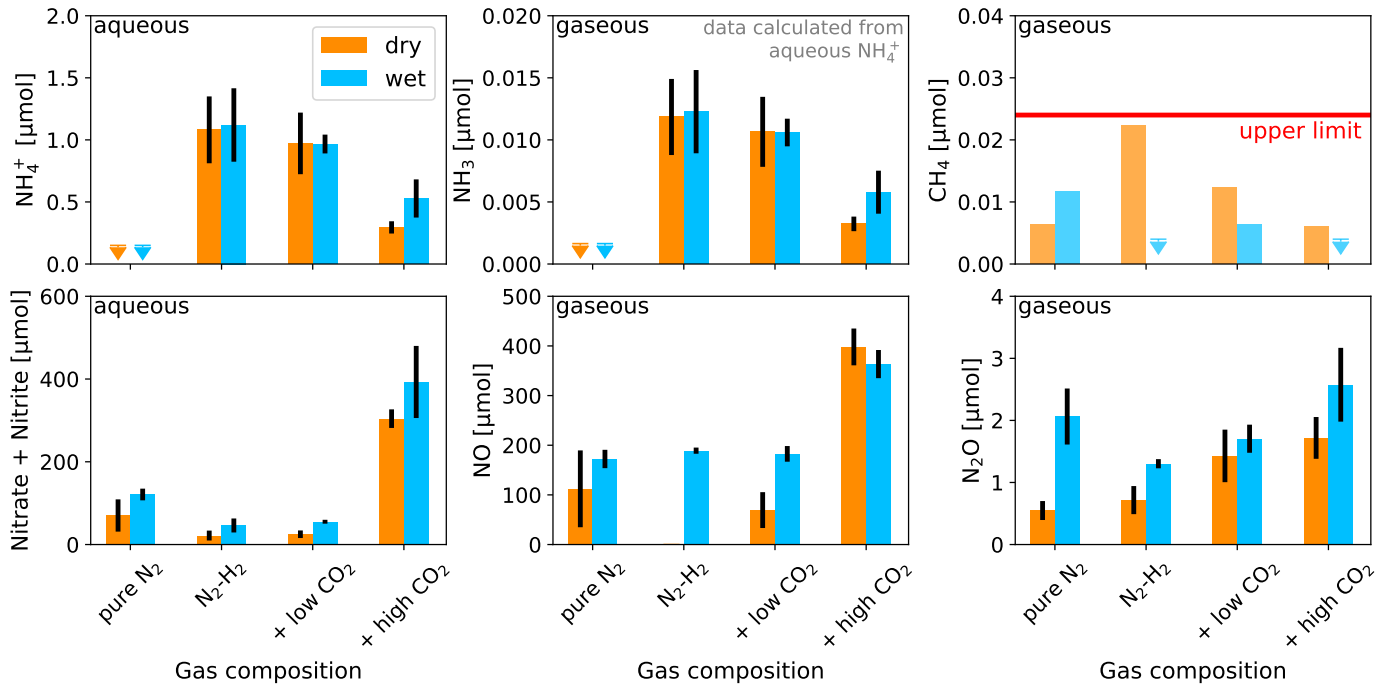 aqueous
dry
wet
NH₄⁺ [μmol]
2.0
1.5
1.0
0.5
0.0
gaseous
data calculated from
aqueous NH₄⁺
NH₃ [μmol]
0.020
0.015
0.010
0.005
0.000
gaseous
upper limit
CH₄ [μmol]
0.04
0.03
0.02
0.01
0.00
aqueous
Nitrate + Nitrite [μmol]
600
400
200
0
pure N₂
N₂-H₂
+ low CO₂
+ high CO₂
Gas composition
gaseous
NO [μmol]
500
400
300
200
100
0
pure N₂
N₂-H₂
+ low CO₂
+ high CO₂
Gas composition
gaseous
N₂O [μmol]
4
3
2
1
0
pure N₂
N₂-H₂
+ low CO₂
+ high CO₂
Gas composition